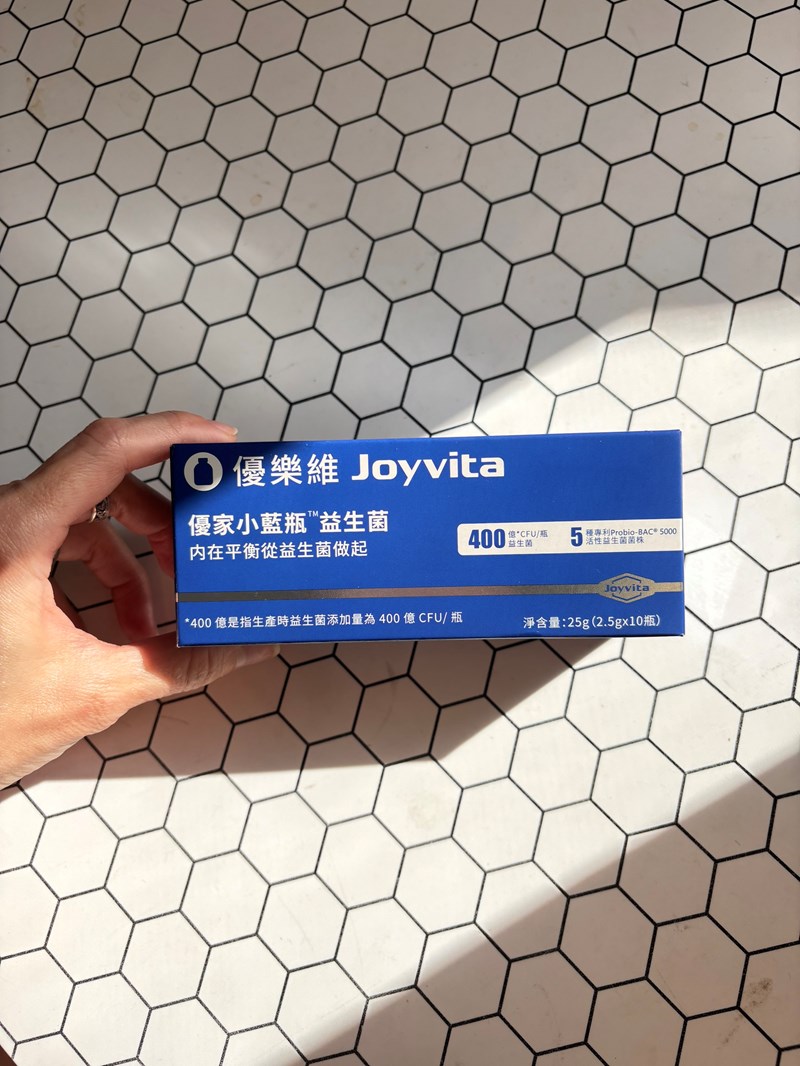 優樂維 Joyvita
優家小藍瓶™益生菌
内在平衡從益生菌做起
400 億*CFU/瓶
益生菌
5 種專利Probio-BAC® 5000
活性益生菌菌株
Joyvita
*400 億是指生產時益生菌添加量為 400 億 CFU/ 瓶
淨含量:25g(2.5gx10瓶)